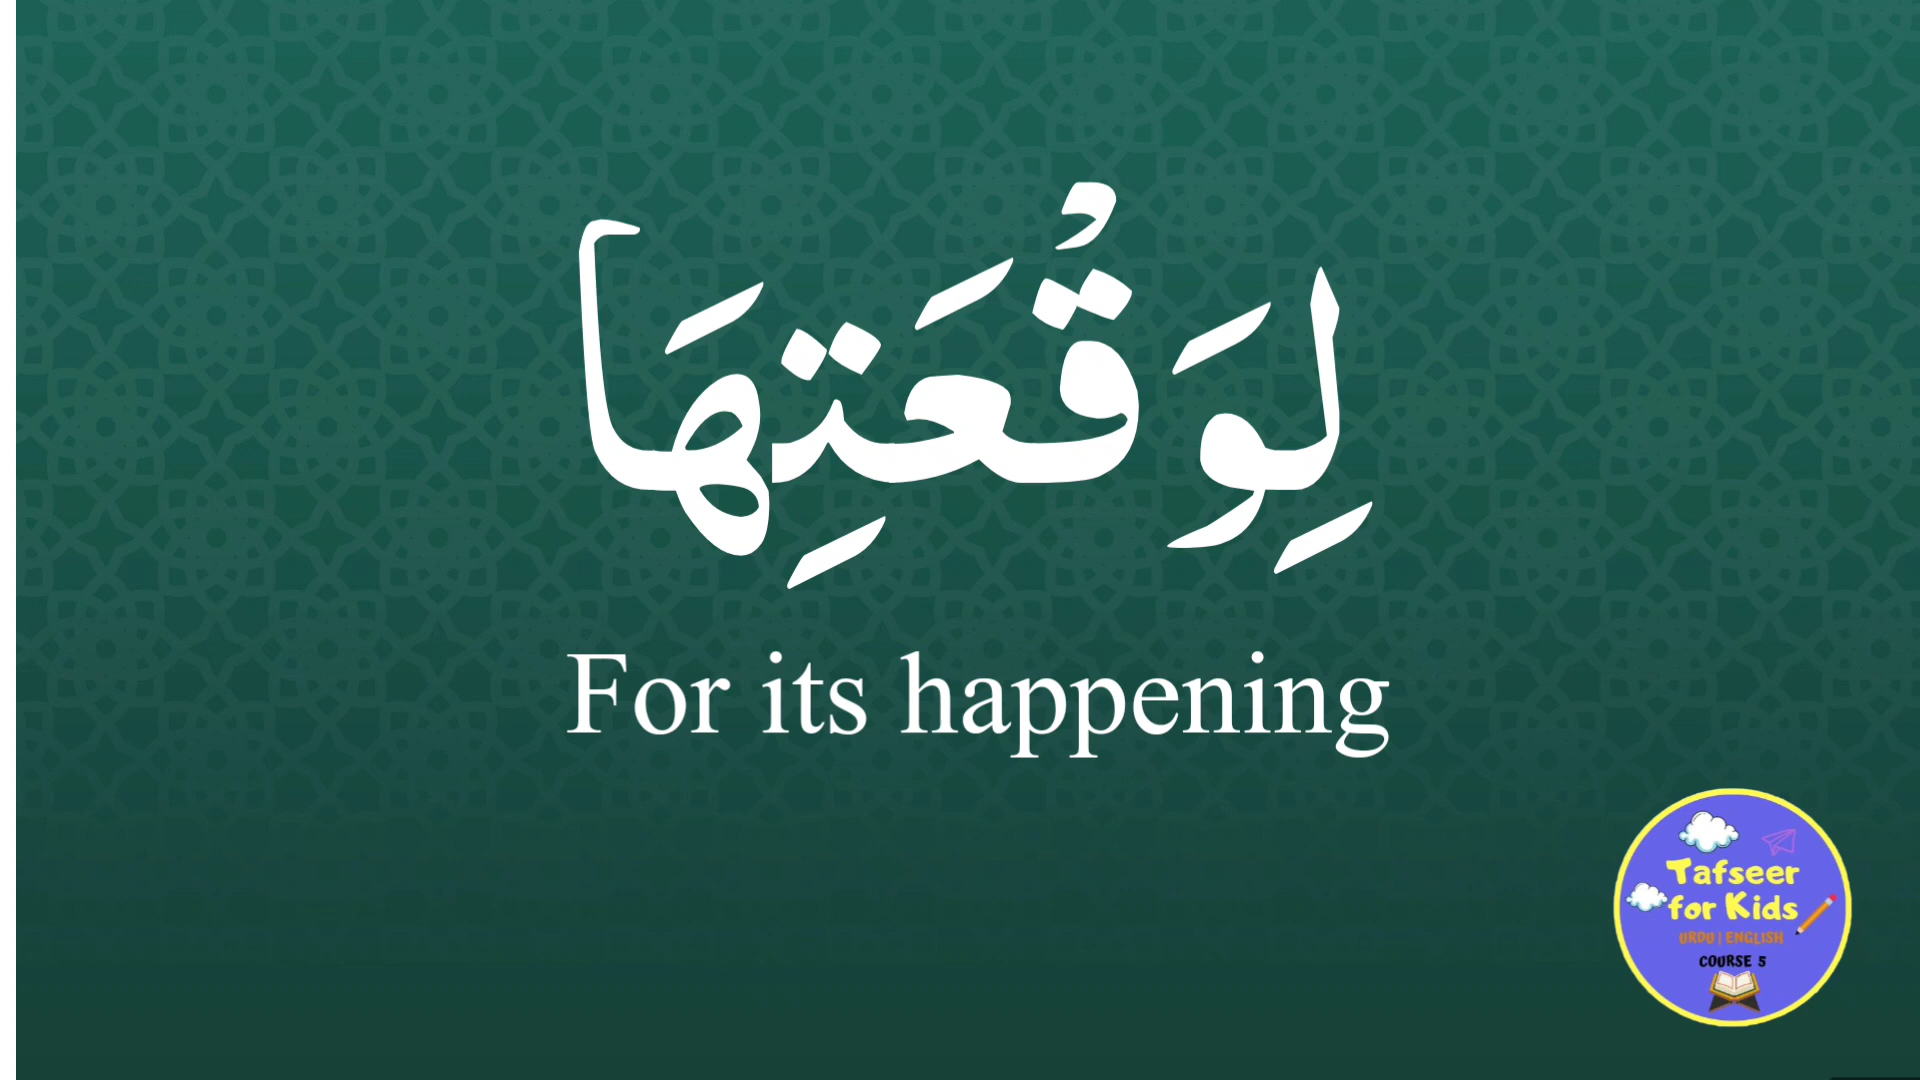 لِوَقْعَتِهَا
For its happening
Tafseer
for Kids
URDU | ENGLISH
COURSE 5